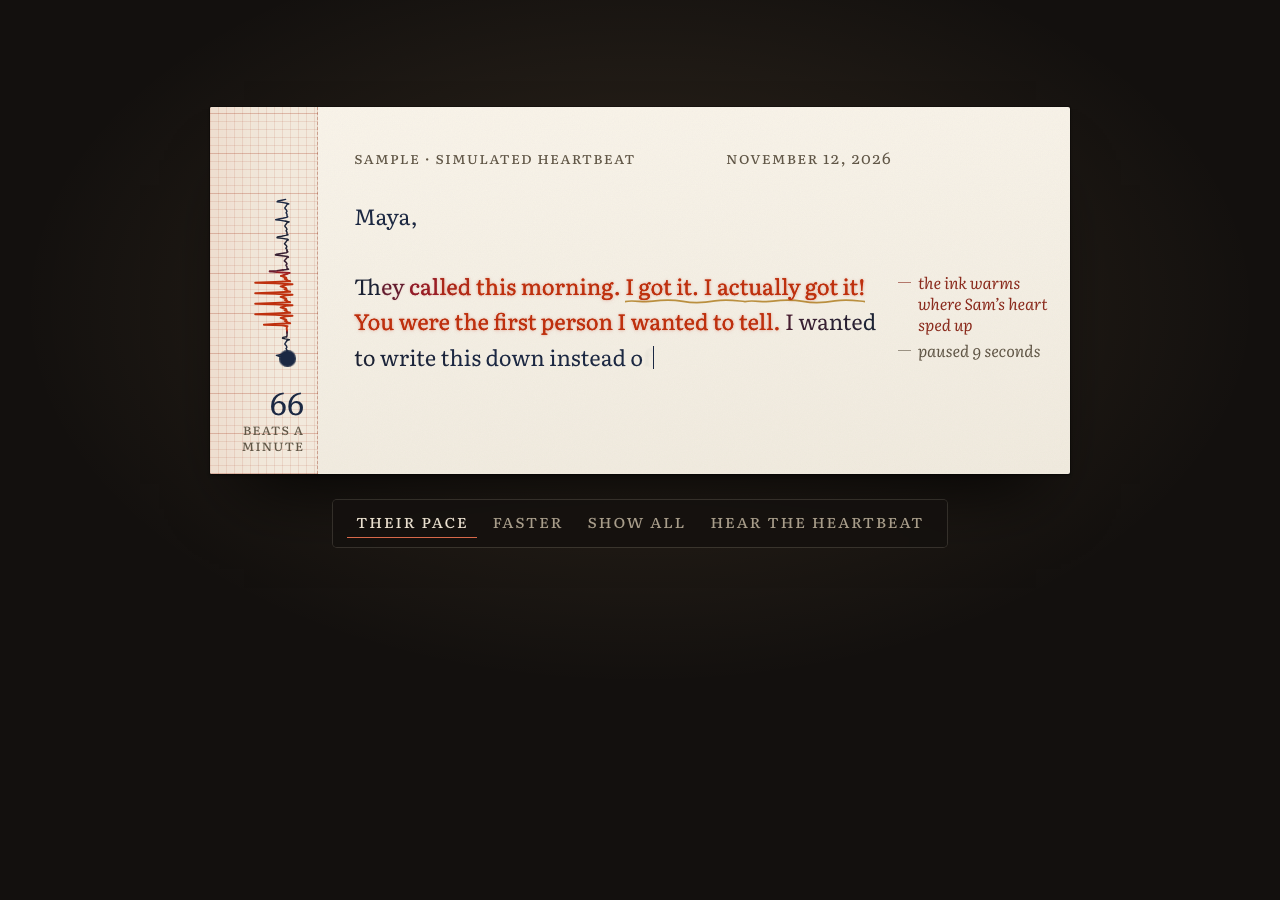 SAMPLE · SIMULATED HEARTBEAT
NOVEMBER 12, 2026
Maya,
They called this morning. I got it. I actually got it!
You were the first person I wanted to tell. I wanted
to write this down instead o
the ink warms
where Sam’s heart
sped up
paused 9 seconds
66
BEATS A
MINUTE
THEIR PACE
FASTER
SHOW ALL
HEAR THE HEARTBEAT